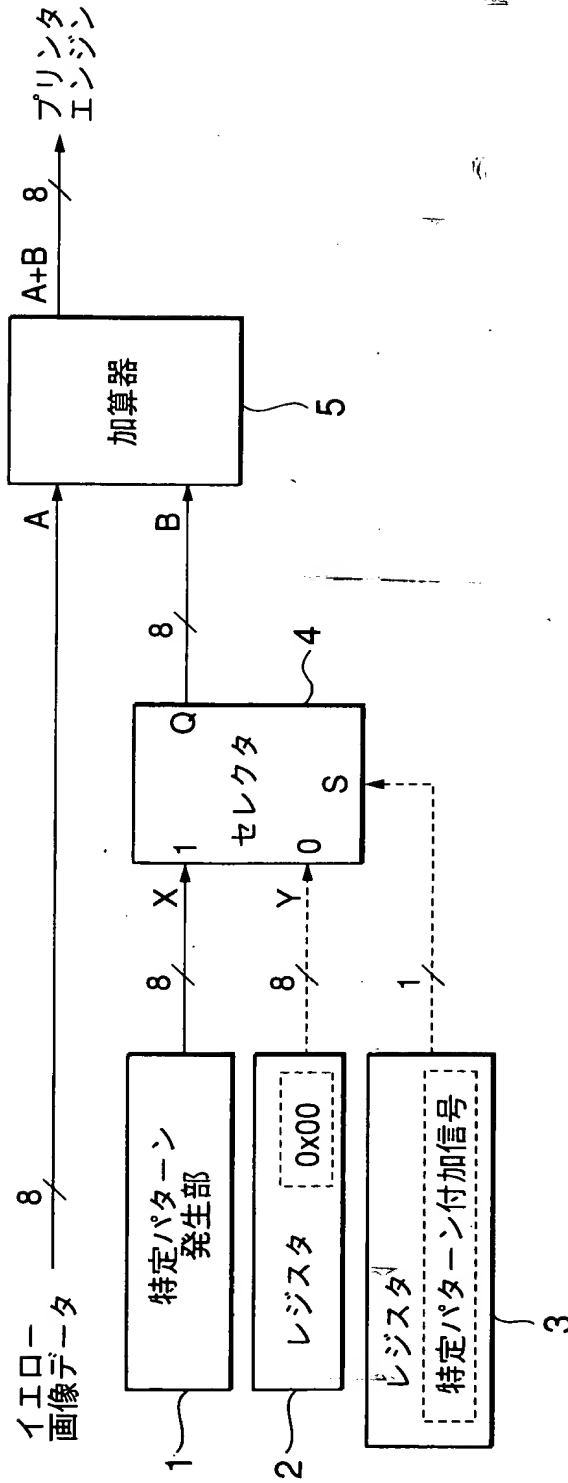 イエロー
画像データ
8
A
加算器
5
A+B
8
プリンタ
エンジン
1
特定パターン
発生部
8
X
1
セレクタ
Q
4
8
B
2
レジスタ
0x00
8
Y
0
S
レジスタ
特定パターン付加信号
3
1